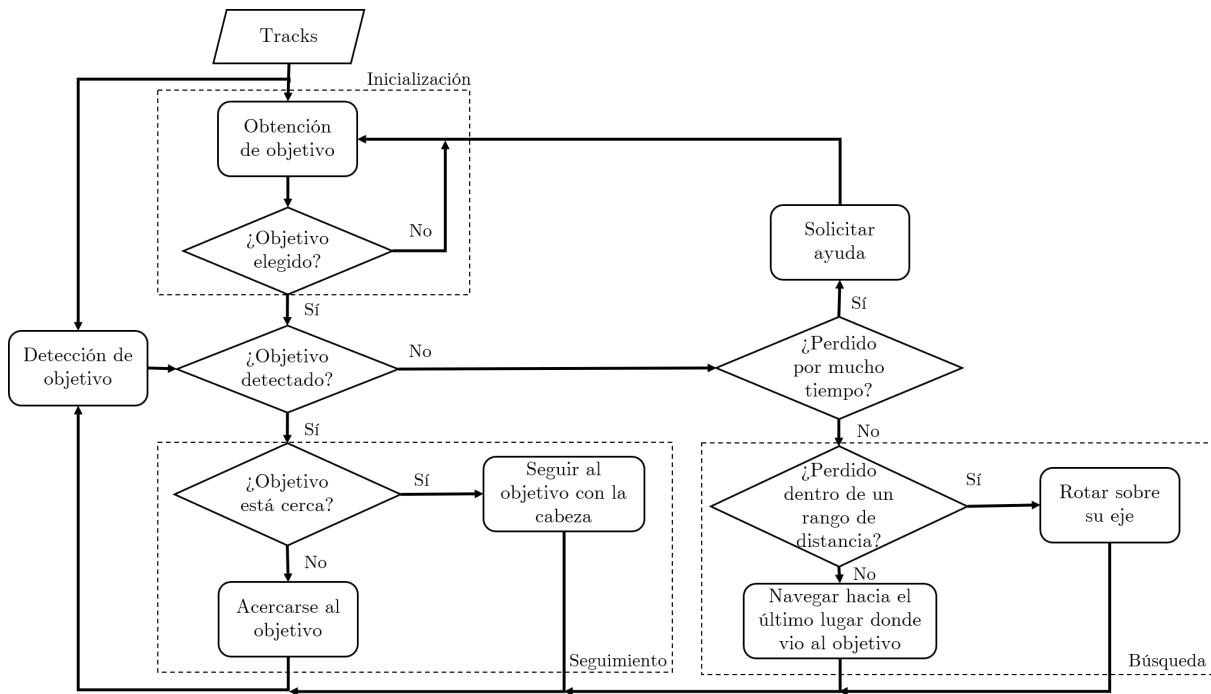 Tracks
Inicialización
Obtención
de objetivo
¿Objetivo
elegido?
No
Sí
Solicitar
ayuda
Sí
Detección de
objetivo
¿Objetivo
detectado?
No
¿Perdido
por mucho
tiempo?
Sí
No
¿Objetivo
está cerca?
Sí
Seguir al
objetivo con la
cabeza
No
Acercarse al
objetivo
Seguimiento
¿Perdido
dentro de un
rango de
distancia?
Sí
Rotar sobre
su eje
No
Navegar hacia el
último lugar donde
vio al objetivo
Búsqueda